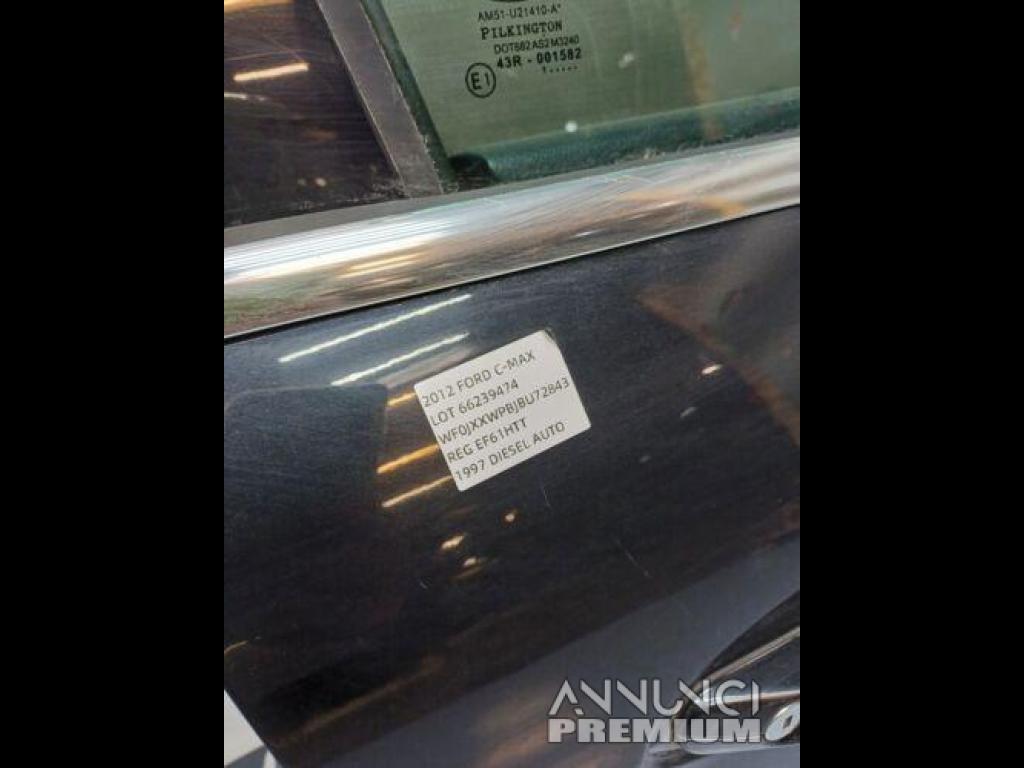 AM51-U21410-A*
PILKINGTON
DOT682AS2M3240
43R - 001582
E1
2012 FORD C-MAX
LOT 66239474
WF0JXXWPBJBU72843
REG EF61HTT
1997 DIESEL AUTO
ANNUNCI
PREMIUM